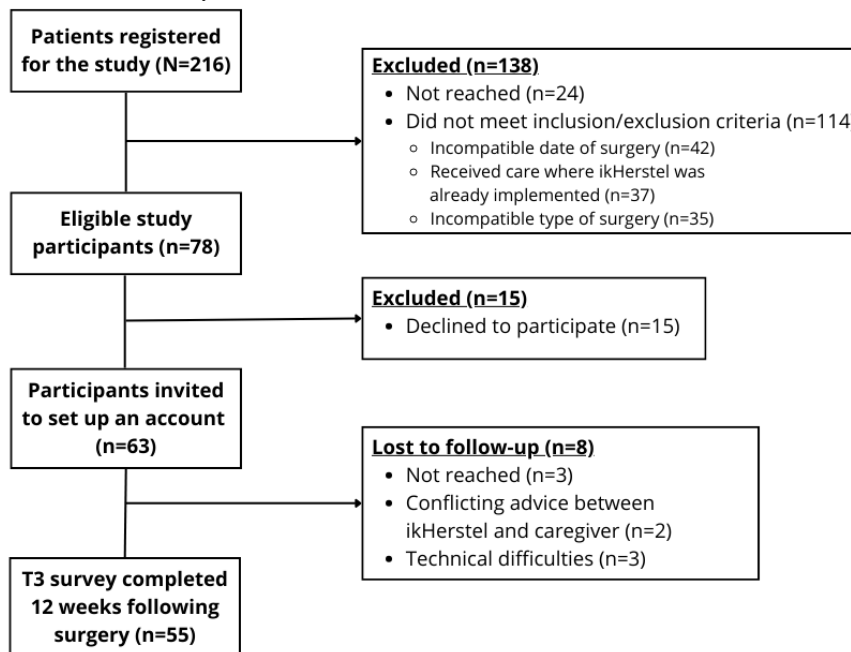 Patients registered
for the study (N=216)
Excluded (n=138)
• Not reached (n=24)
• Did not meet inclusion/exclusion criteria (n=114)
○ Incompatible date of surgery (n=42)
○ Received care where ikHerstel was
already implemented (n=37)
○ Incompatible type of surgery (n=35)
Eligible study
participants (n=78)
Excluded (n=15)
• Declined to participate (n=15)
Participants invited
to set up an account
(n=63)
Lost to follow-up (n=8)
• Not reached (n=3)
• Conflicting advice between
ikHerstel and caregiver (n=2)
• Technical difficulties (n=3)
T3 survey completed
12 weeks following
surgery (n=55)